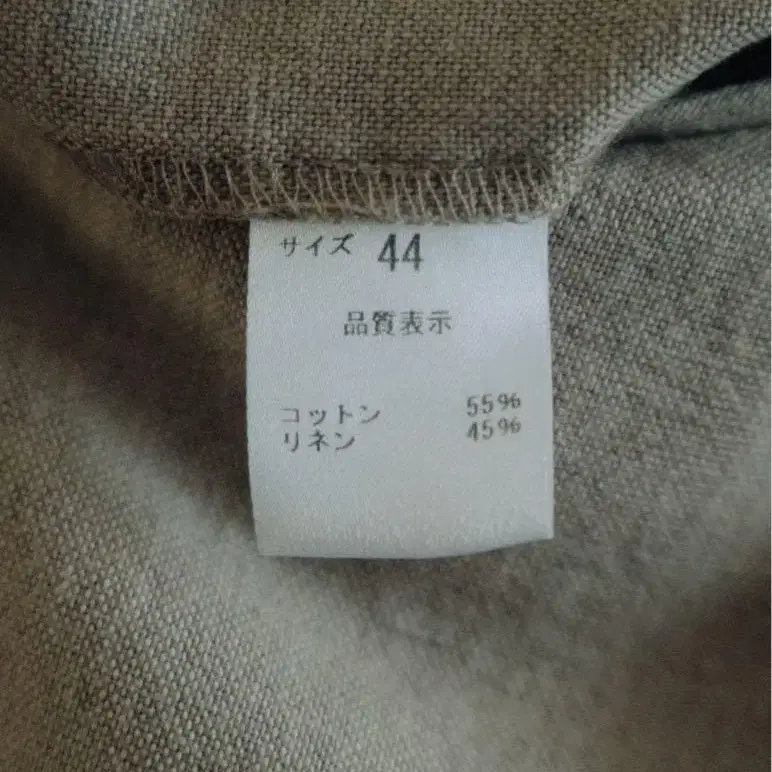 サイズ 44
品質表示
コットン 55%
リネン 45%